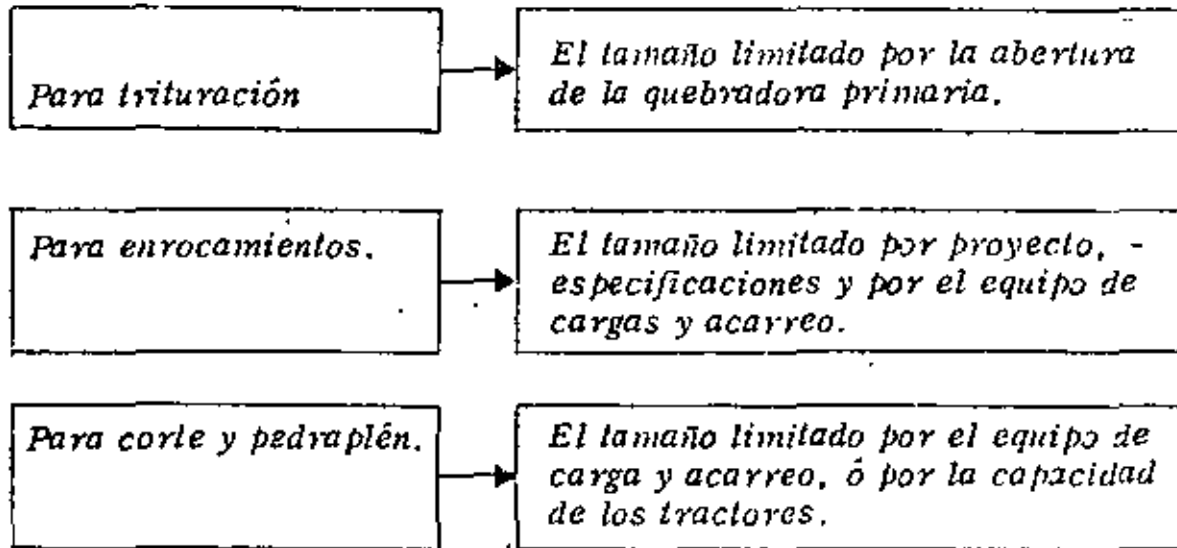 Para trituración
El tamaño limitado por la abertura
de la quebradora primaria.
Para enrocamientos.
El tamaño limitado por proyecto, -
especificaciones y por el equipo de
cargas y acarreo.
Para corte y pedraplén.
El tamaño limitado por el equipo de
carga y acarreo, ó por la capacidad
de los tractores.